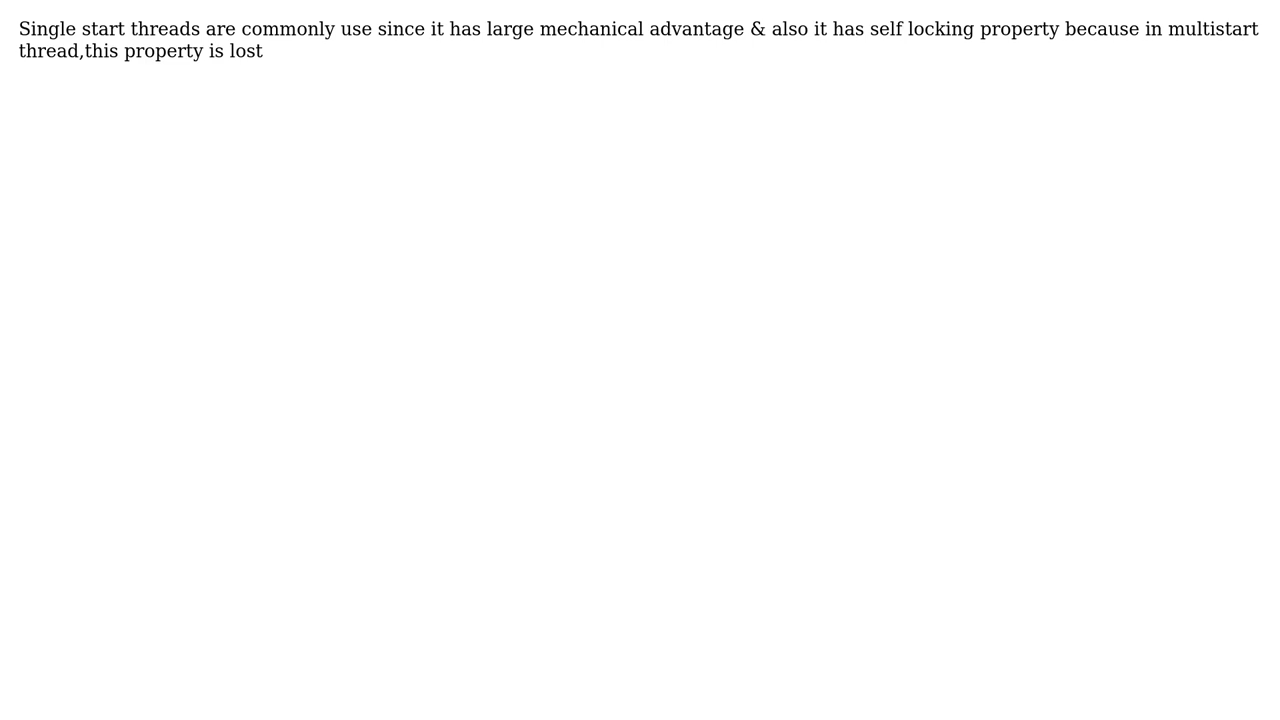 Single start threads are commonly use since it has large mechanical advantage & also it has self locking property because in multistart
thread,this property is lost